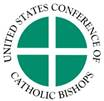 UNITED STATES CONFERENCE OF
CATHOLIC BISHOPS